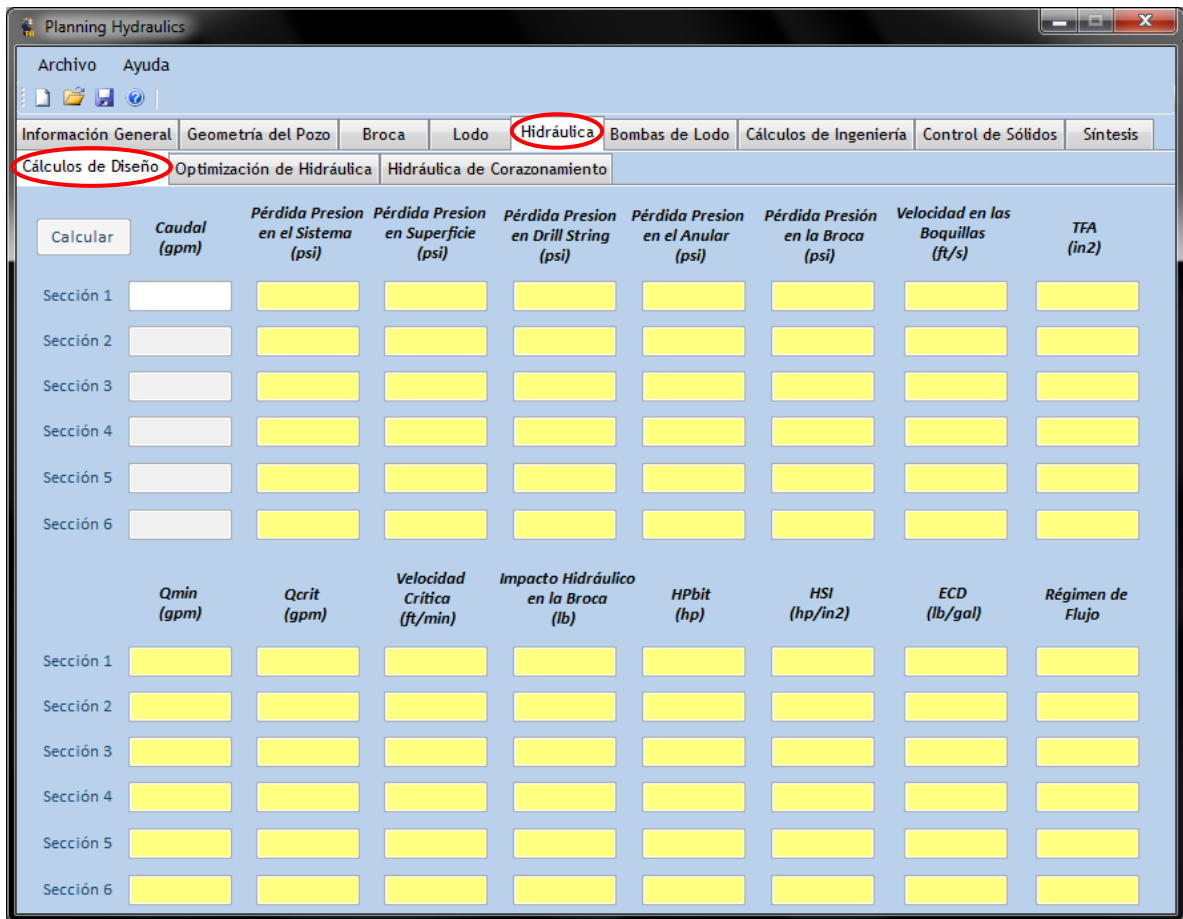 Planning Hydraulics
Archivo Ayuda
Información General Geometría del Pozo Broca Lodo Hidráulica Bombas de Lodo Cálculos de Ingeniería Control de Sólidos Síntesis
Cálculos de Diseño Optimización de Hidráulica Hidráulica de Corazonamiento
Calcular
Caudal
(gpm)
Pérdida Presion
en el Sistema
(psi)
Pérdida Presion
en Superficie
(psi)
Pérdida Presion
en Drill String
(psi)
Pérdida Presion
en el Anular
(psi)
Pérdida Presión
en la Broca
(psi)
Velocidad en las
Boquillas
(ft/s)
TFA
(in2)
Sección 1
Sección 2
Sección 3
Sección 4
Sección 5
Sección 6
Qmin
(gpm)
Qcrit
(gpm)
Velocidad
Crítica
(ft/min)
Impacto Hidráulico
en la Broca
(lb)
HPbit
(hp)
HSI
(hp/in2)
ECD
(lb/gal)
Régimen de
Flujo
Sección 1
Sección 2
Sección 3
Sección 4
Sección 5
Sección 6